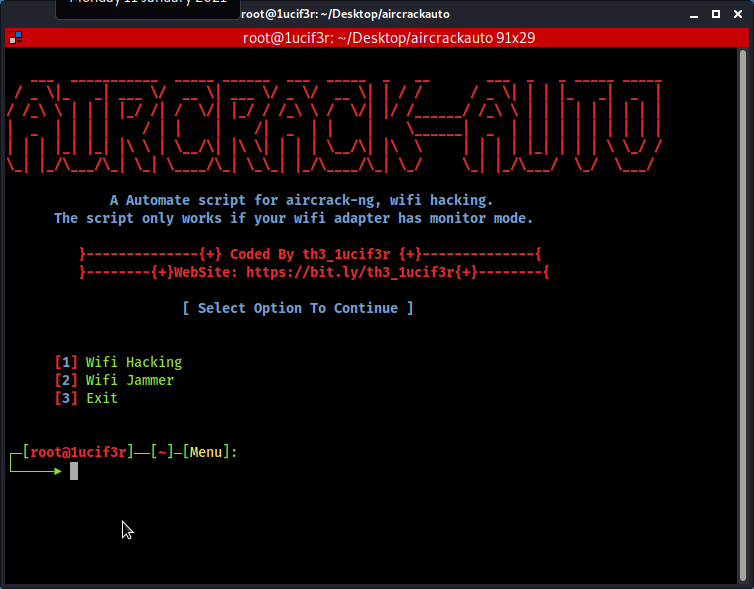 Monday 11 January 2021
root@1ucif3r: ~/Desktop/aircrackauto
root@1ucif3r: ~/Desktop/aircrackauto 91x29
AIRCRACK-AUTO
A Automate script for aircrack-ng, wifi hacking.
The script only works if your wifi adapter has monitor mode.
}--------------{+} Coded By th3_1ucif3r {+}--------------{
}--------{+}WebSite: https://bit.ly/th3_1ucif3r{+}--------{
[ Select Option To Continue ]
[1] Wifi Hacking
[2] Wifi Jammer
[3] Exit
[root@1ucif3r]—[~]—[Menu]: